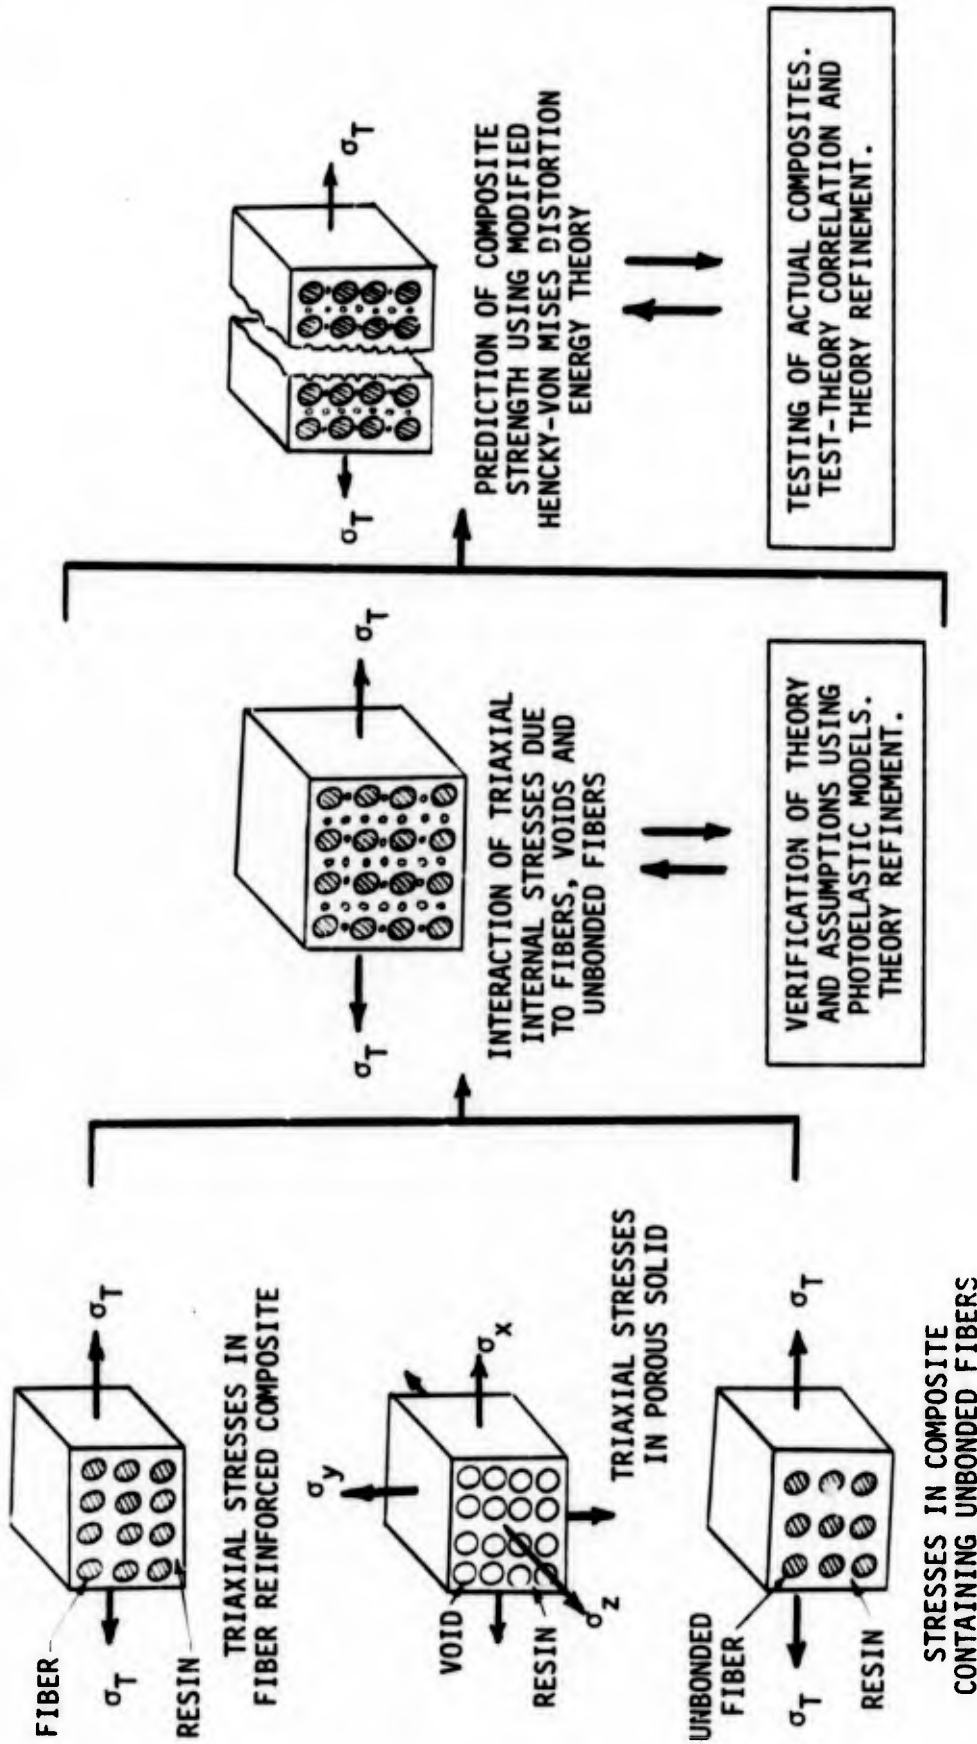 FIBER
σT
σT
RESIN
TRIAXIAL STRESSES IN
FIBER REINFORCED COMPOSITE
σy
VOID
σx
RESIN
σz
TRIAXIAL STRESSES
IN POROUS SOLID
UNBONDED
FIBER
σT
σT
RESIN
STRESSES IN COMPOSITE
CONTAINING UNBONDED FIBERS
σT
σT
INTERACTION OF TRIAXIAL
INTERNAL STRESSES DUE
TO FIBERS, VOIDS AND
UNBONDED FIBERS
VERIFICATION OF THEORY
AND ASSUMPTIONS USING
PHOTOELASTIC MODELS.
THEORY REFINEMENT.
σT
σT
PREDICTION OF COMPOSITE
STRENGTH USING MODIFIED
HENCKY-VON MISES DISTORTION
ENERGY THEORY
TESTING OF ACTUAL COMPOSITES.
TEST-THEORY CORRELATION AND
THEORY REFINEMENT.